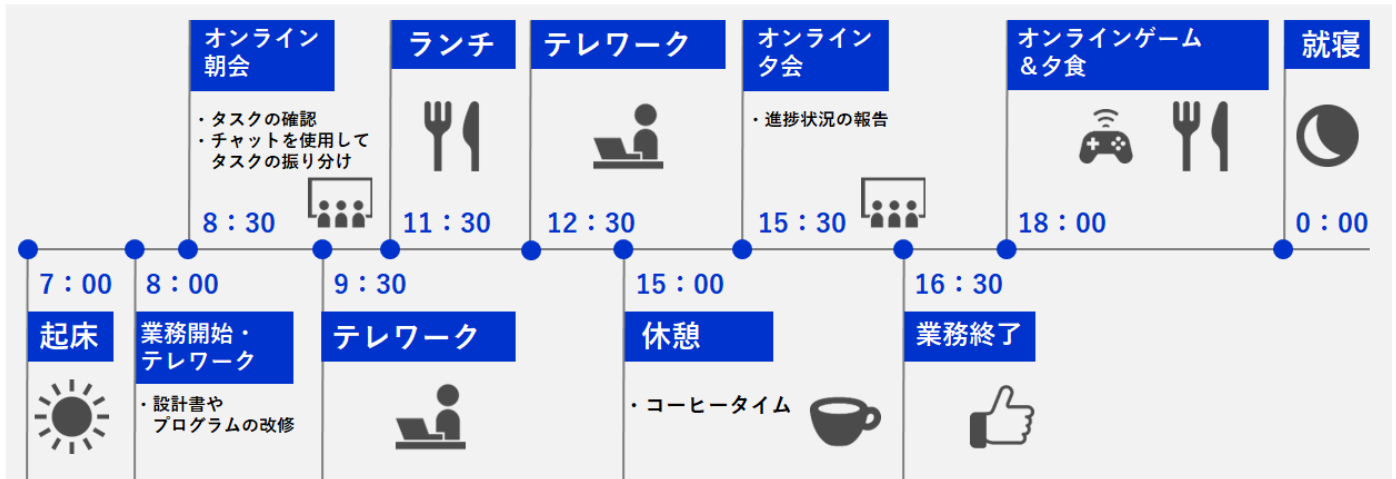 オンライン
朝会
・タスクの確認
・チャットを使用して
タスクの振り分け
8：30
ランチ
11：30
テレワーク
12：30
オンライン
夕会
・進捗状況の報告
15：30
オンラインゲーム
＆夕食
18：00
就寝
0：00
7：00
起床
8：00
業務開始・
テレワーク
・設計書や
プログラムの改修
9：30
テレワーク
15：00
休憩
・コーヒータイム
16：30
業務終了